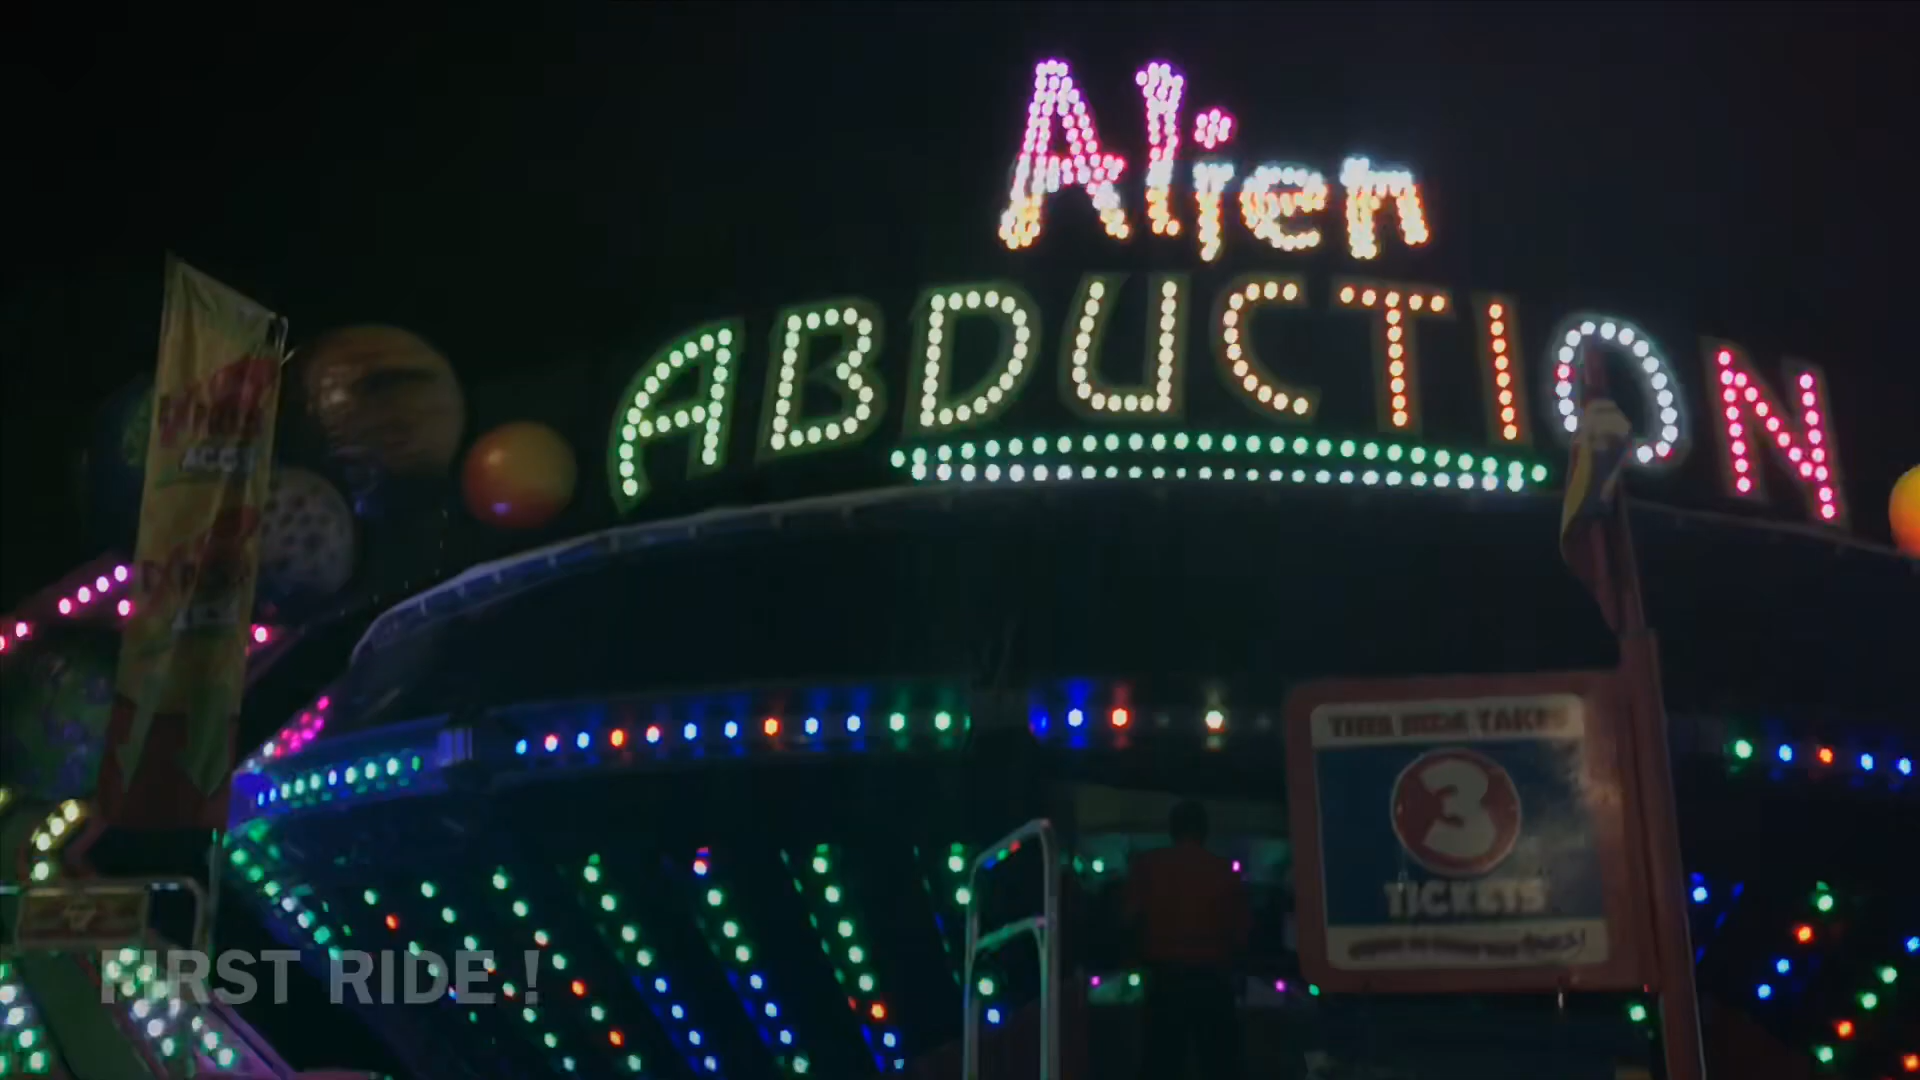 Alien
ABDUCTION
THIS RIDE TAKES
3
TICKETS
FIRST RIDE !